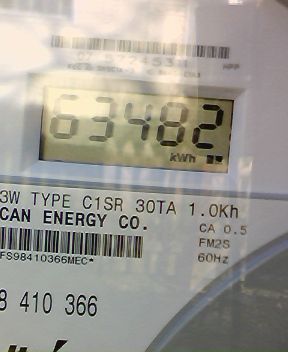 63482
kWh
3W TYPE C1SR 30TA 1.0Kh
CAN ENERGY CO.
CA 0.5
FM2S
FS98410366MEC*
60Hz
8 410 366